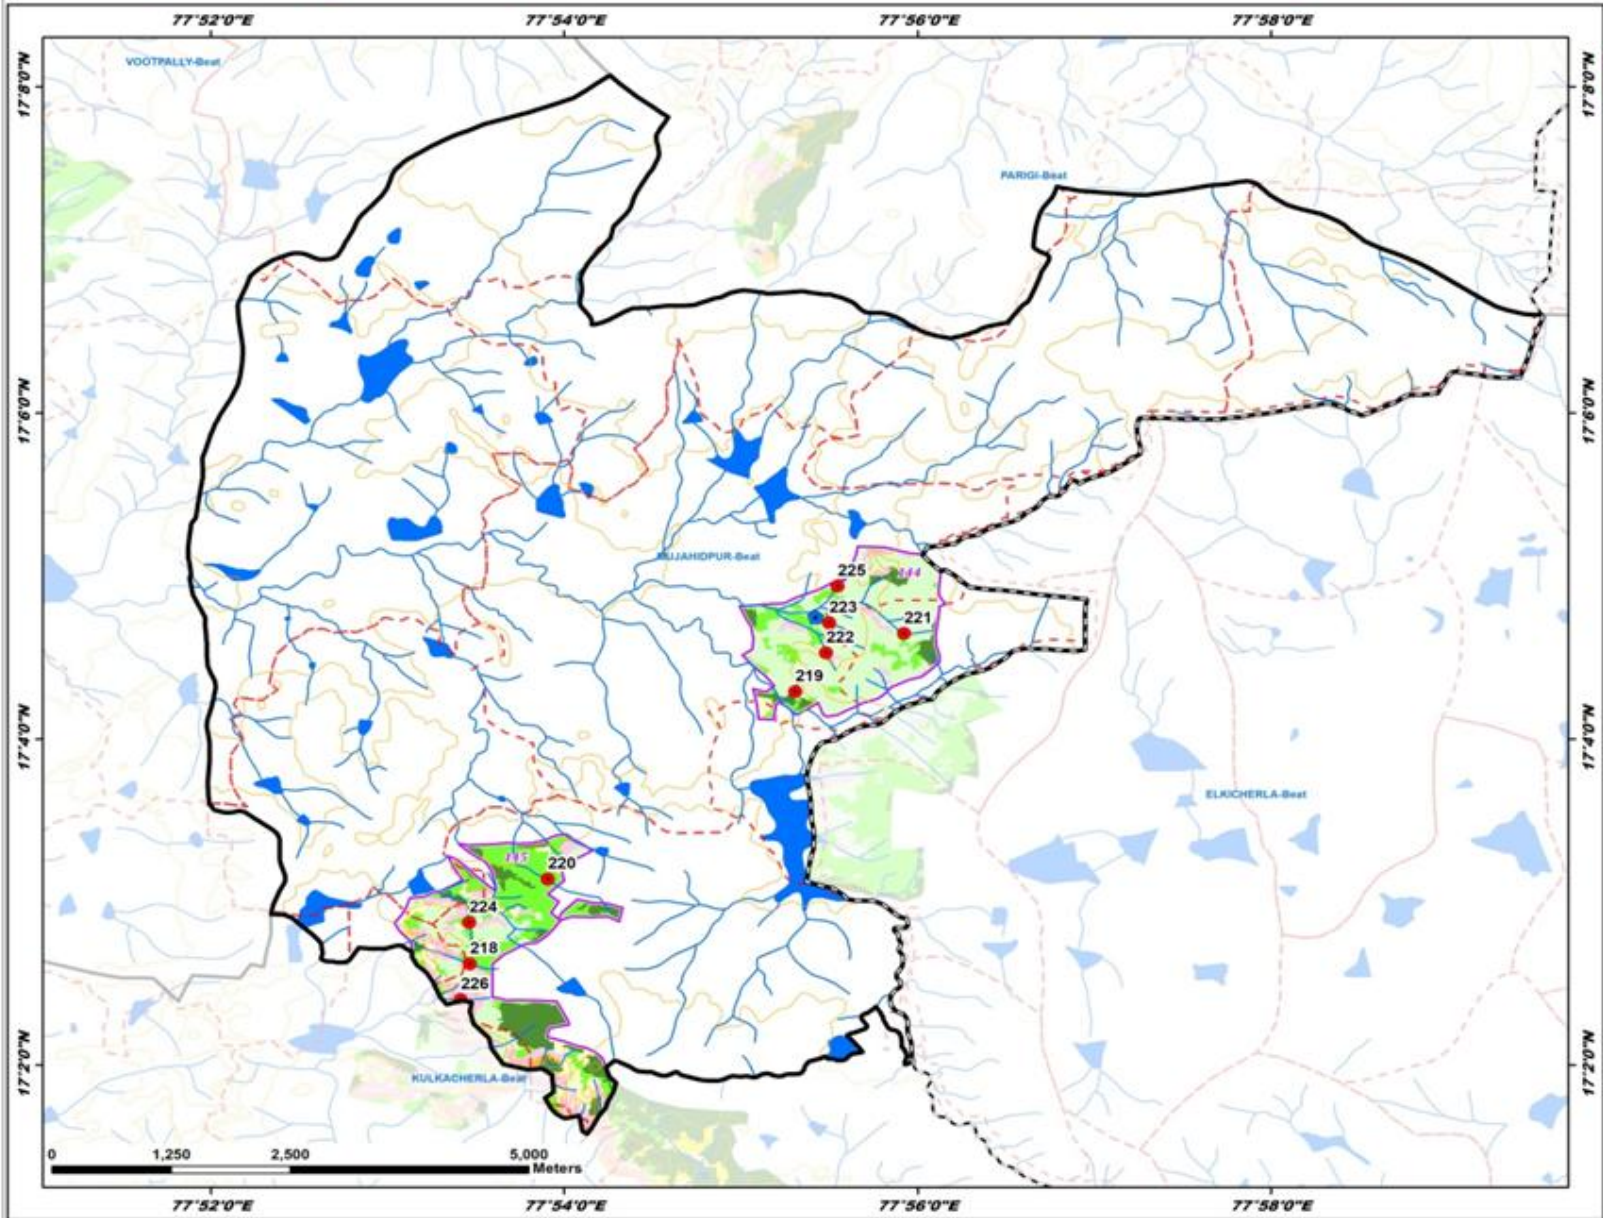 77°52'0"E 77°54'0"E 77°56'0"E 77°58'0"E
17°8'0"N 17°8'0"N
VOOTPALLY-Beat
PARIGI-Beat
17°6'0"N 17°6'0"N
MUJAHIDPUR-Beat
225 144
223
221
222
219
17°4'0"N 17°4'0"N
ELKICHERLA-Beat
145
220
224
218
226
17°2'0"N 17°2'0"N
KULKACHERLA-Beat
0 1,250 2,500 5,000
Meters
77°52'0"E 77°54'0"E 77°56'0"E 77°58'0"E